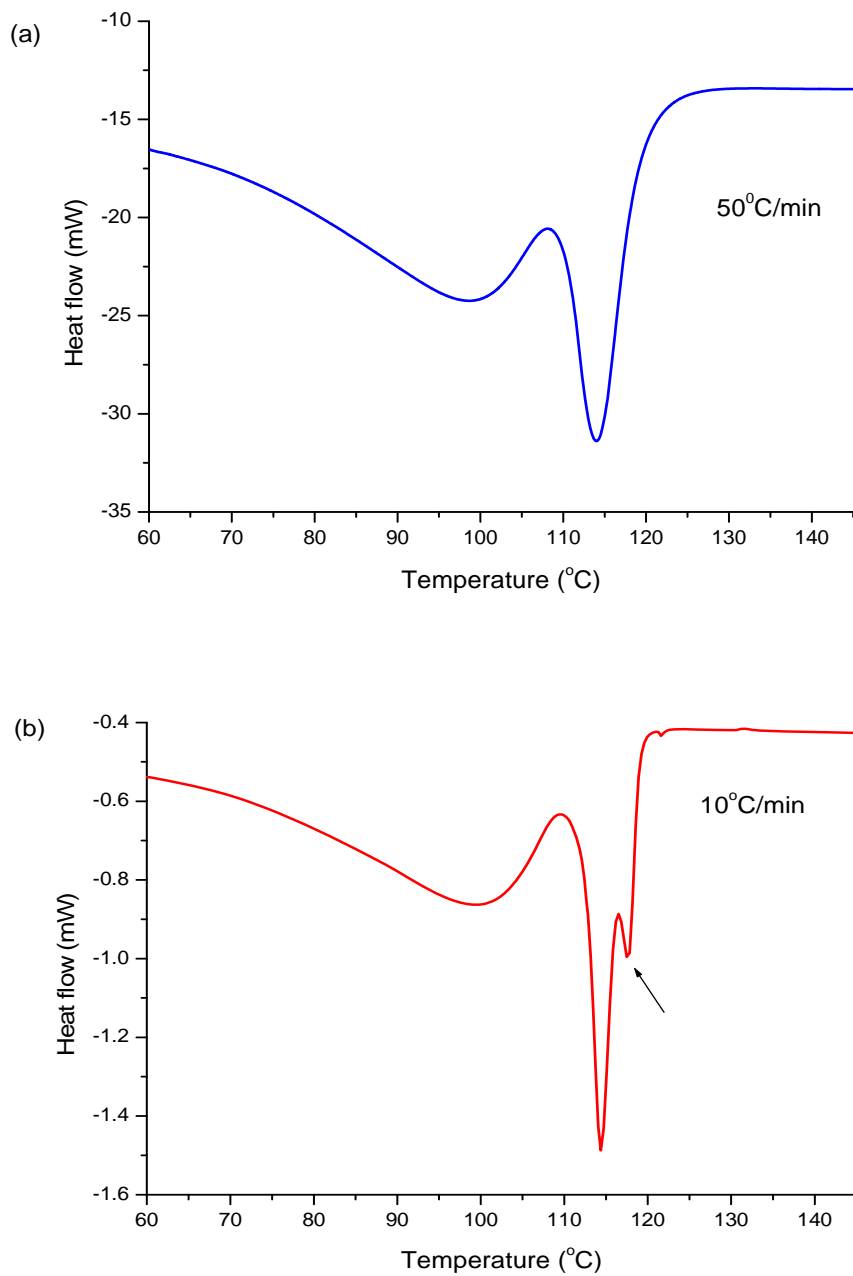 (a)
-10
-15
-20
-25
-30
-35
Heat flow (mW)
50⁰C/min
60 70 80 90 100 110 120 130 140
Temperature (°C)
(b)
-0.4
-0.6
-0.8
-1.0
-1.2
-1.4
-1.6
Heat flow (mW)
10°C/min
60 70 80 90 100 110 120 130 140
Temperature (°C)